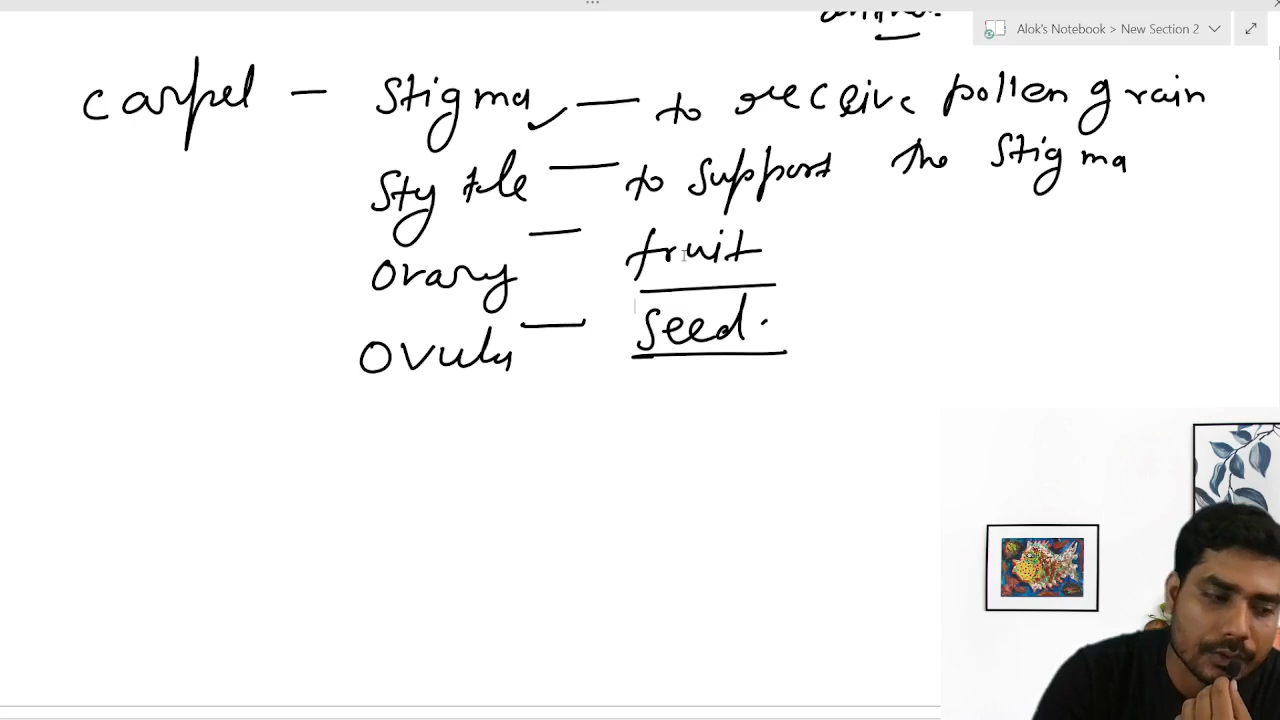 Alok's Notebook > New Section 2
carpel — Stigma ✓ — to receive pollen grain
Style — to support the Stigma
Ovary — fruit
Ovule — Seed.